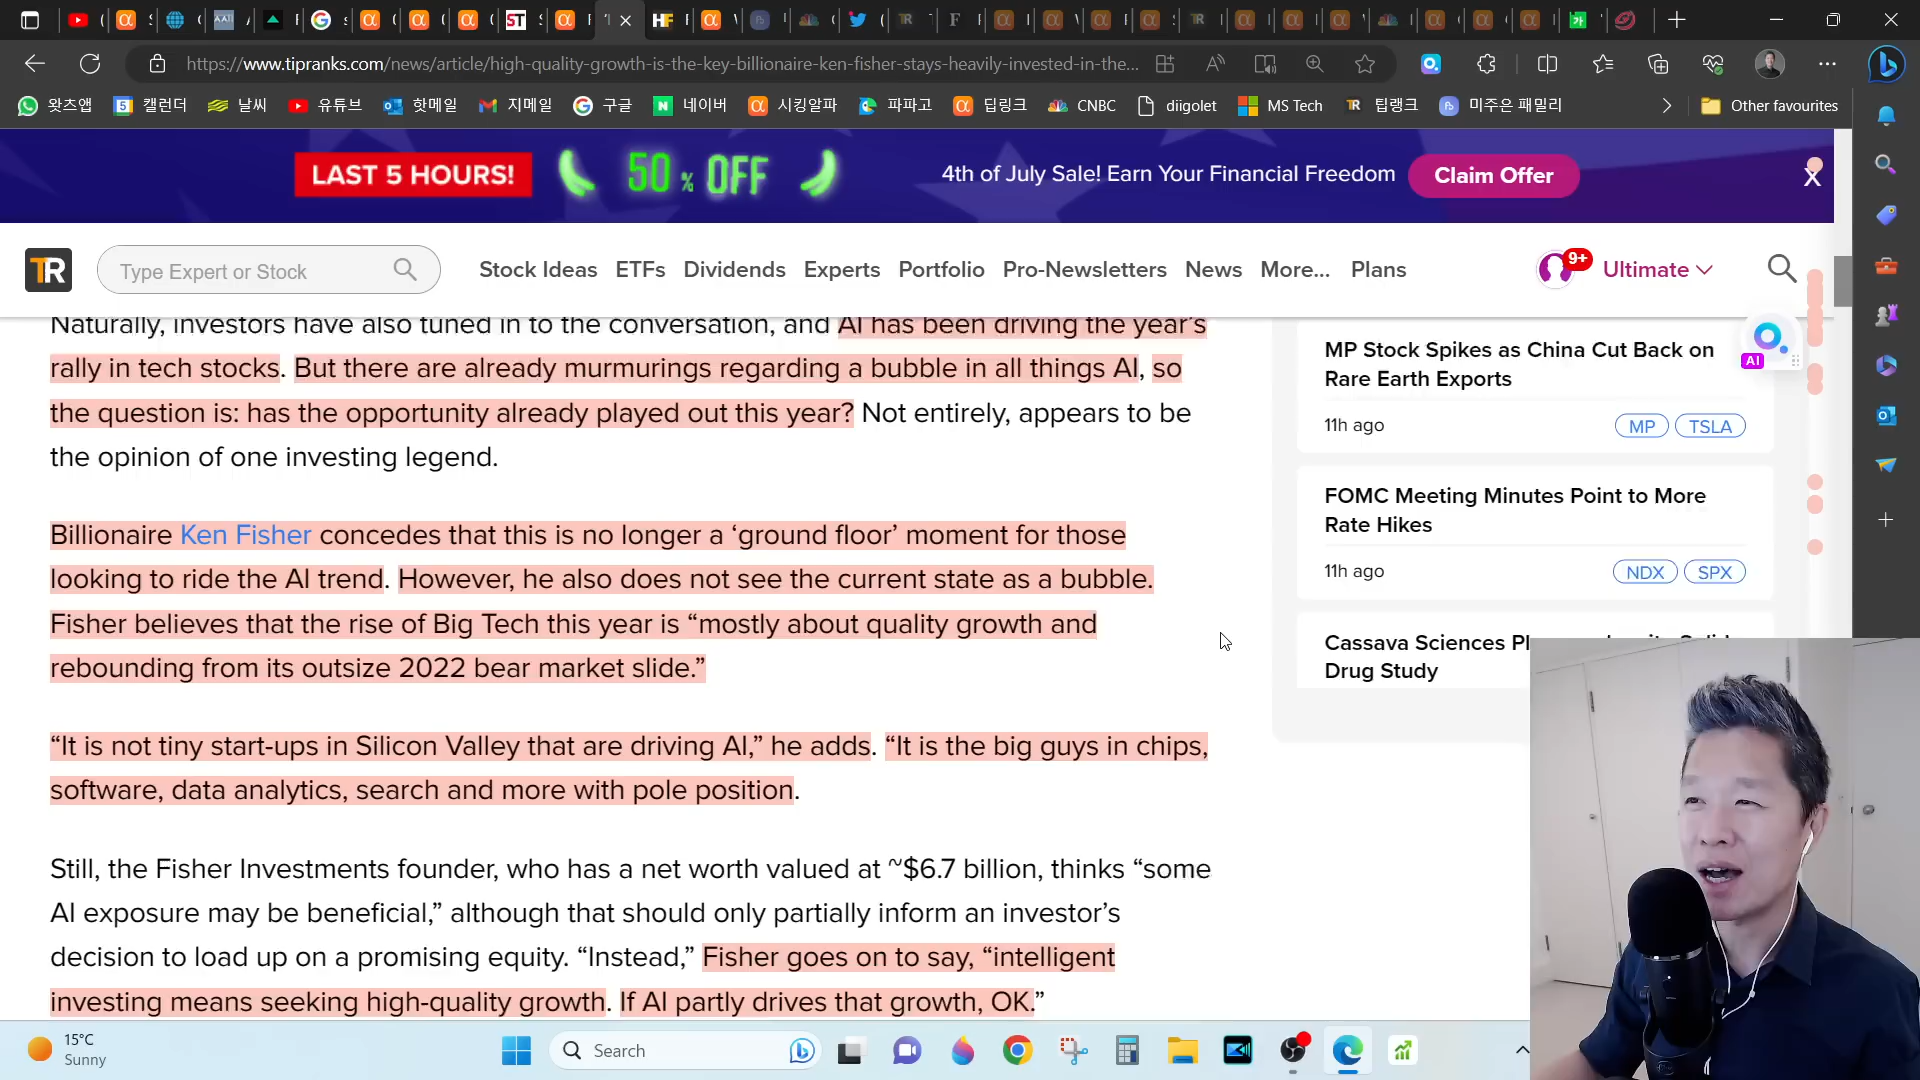 https://www.tipranks.com/news/article/high-quality-growth-is-the-key-billionaire-ken-fisher-stays-heavily-invested-in-the...
왓츠앱 캘린더 날씨 유튜브 핫메일 지메일 구글 네이버 시킹알파 파파고 딥링크 CNBC diigolet MS Tech 팁랭크 미주은 패밀리 Other favourites
LAST 5 HOURS! 50% OFF 4th of July Sale! Earn Your Financial Freedom Claim Offer X
TR Type Expert or Stock Stock Ideas ETFs Dividends Experts Portfolio Pro-Newsletters News More... Plans 9+ Ultimate
Naturally, investors have also tuned in to the conversation, and AI has been driving the year's
rally in tech stocks. But there are already murmurings regarding a bubble in all things AI, so
the question is: has the opportunity already played out this year? Not entirely, appears to be
the opinion of one investing legend.
Billionaire Ken Fisher concedes that this is no longer a ‘ground floor’ moment for those
looking to ride the AI trend. However, he also does not see the current state as a bubble.
Fisher believes that the rise of Big Tech this year is “mostly about quality growth and
rebounding from its outsize 2022 bear market slide.”
“It is not tiny start-ups in Silicon Valley that are driving AI,” he adds. “It is the big guys in chips,
software, data analytics, search and more with pole position.
Still, the Fisher Investments founder, who has a net worth valued at ~$6.7 billion, thinks “some
AI exposure may be beneficial,” although that should only partially inform an investor’s
decision to load up on a promising equity. “Instead,” Fisher goes on to say, “intelligent
investing means seeking high-quality growth. If AI partly drives that growth, OK.”
MP Stock Spikes as China Cut Back on
Rare Earth Exports
11h ago MP TSLA
AI
FOMC Meeting Minutes Point to More
Rate Hikes
11h ago NDX SPX
Cassava Sciences
Drug Study
15°C
Sunny
Search